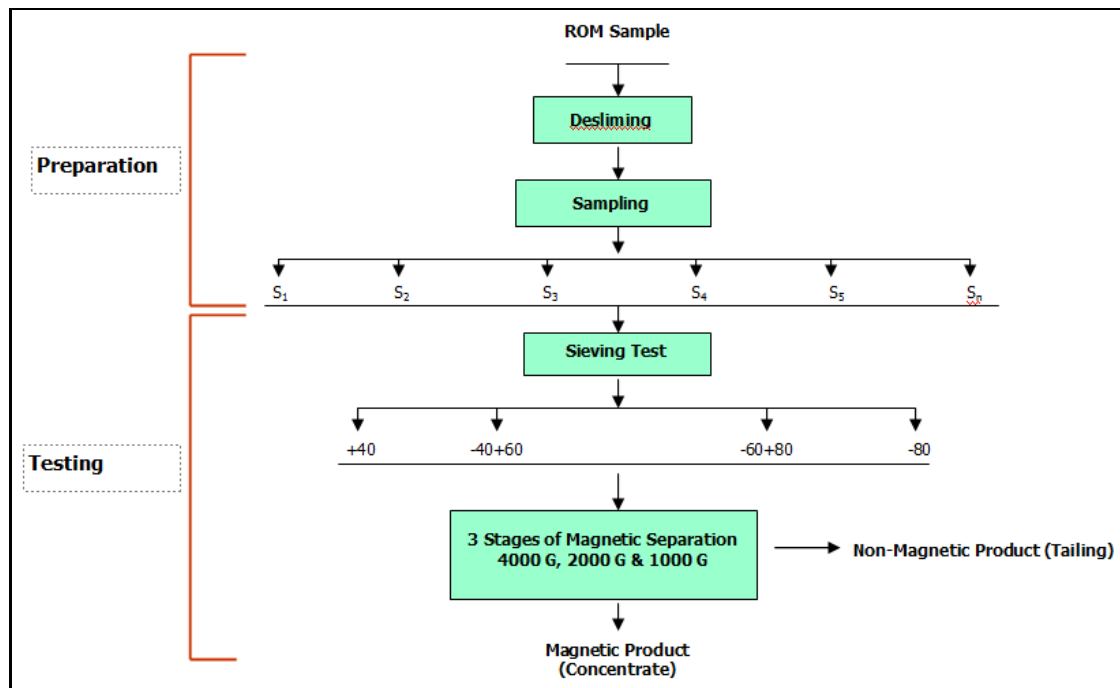 ROM Sample
Desliming
Preparation
Sampling
S₁ S₂ S₃ S₄ S₅ Sₙ
Sieving Test
+40 -40+60 -60+80 -80
Testing
3 Stages of Magnetic Separation
4000 G, 2000 G & 1000 G
Non-Magnetic Product (Tailing)
Magnetic Product
(Concentrate)